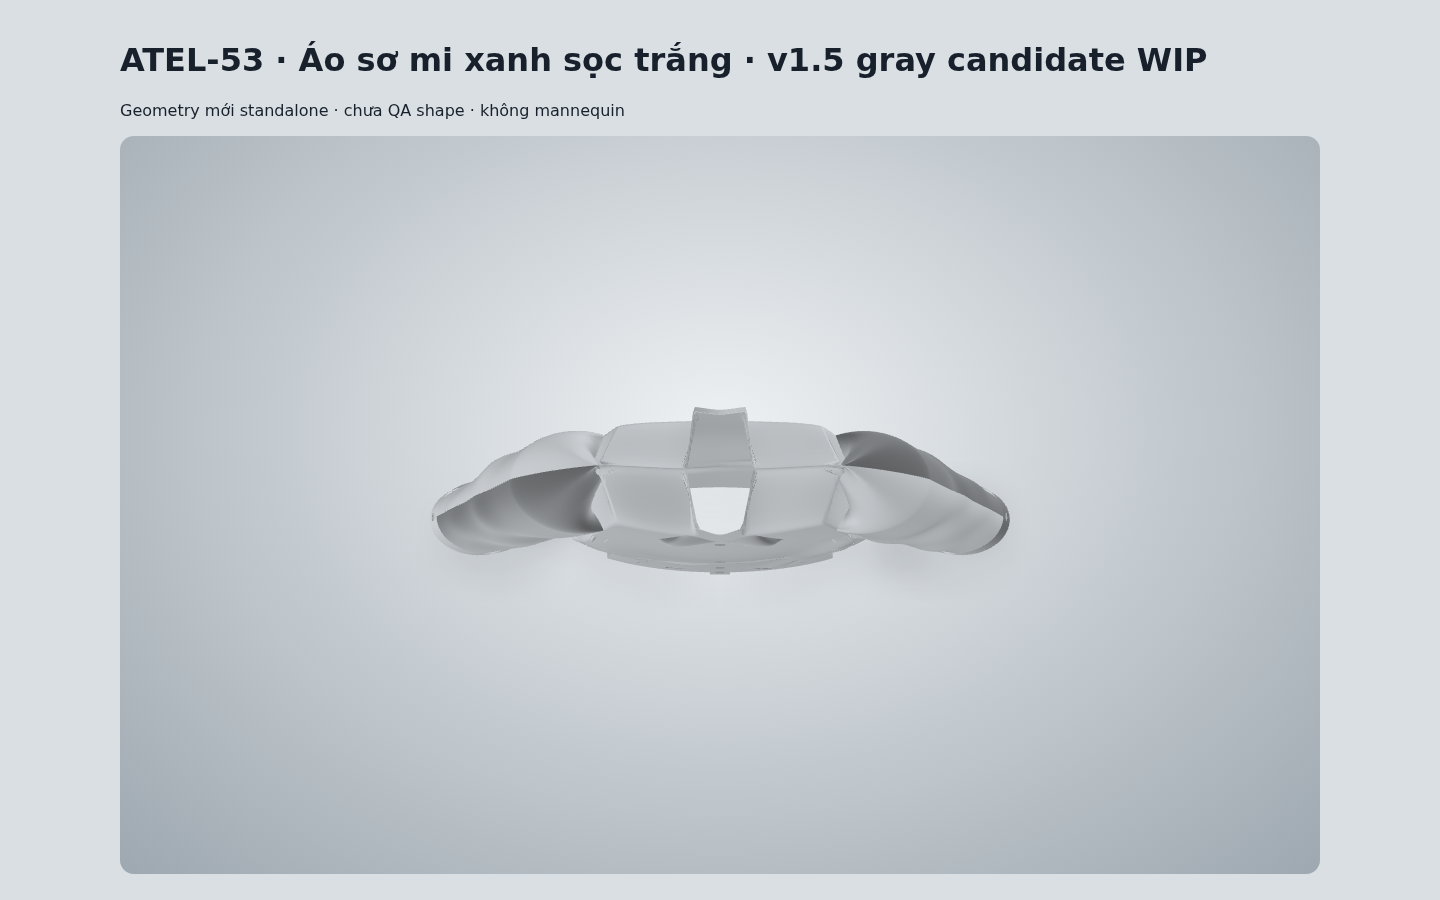 ATEL-53 · Áo sơ mi xanh sọc trắng · v1.5 gray candidate WIP
Geometry mới standalone · chưa QA shape · không mannequin